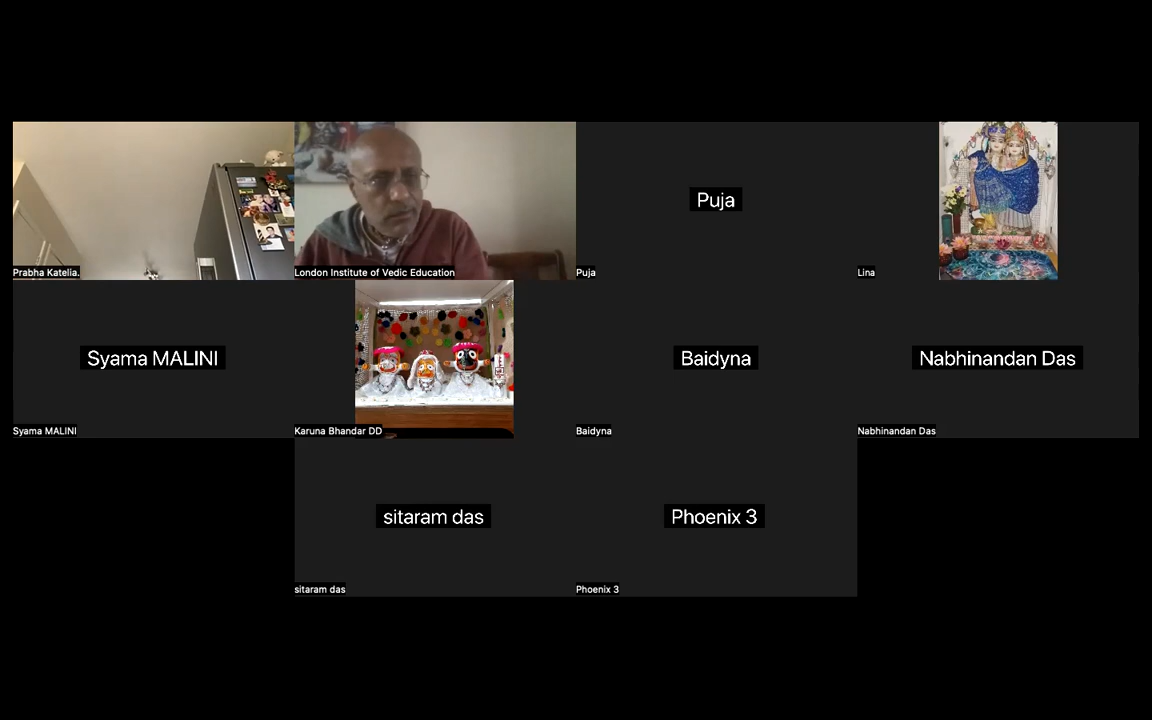 Puja
Prabha Katelia.
London Institute of Vedic Education
Puja
Lina
Syama MALINI
Baidyna
Nabhinandan Das
Syama MALINI
Karuna Bhandar DD
Baidyna
Nabhinandan Das
sitaram das
Phoenix 3
sitaram das
Phoenix 3